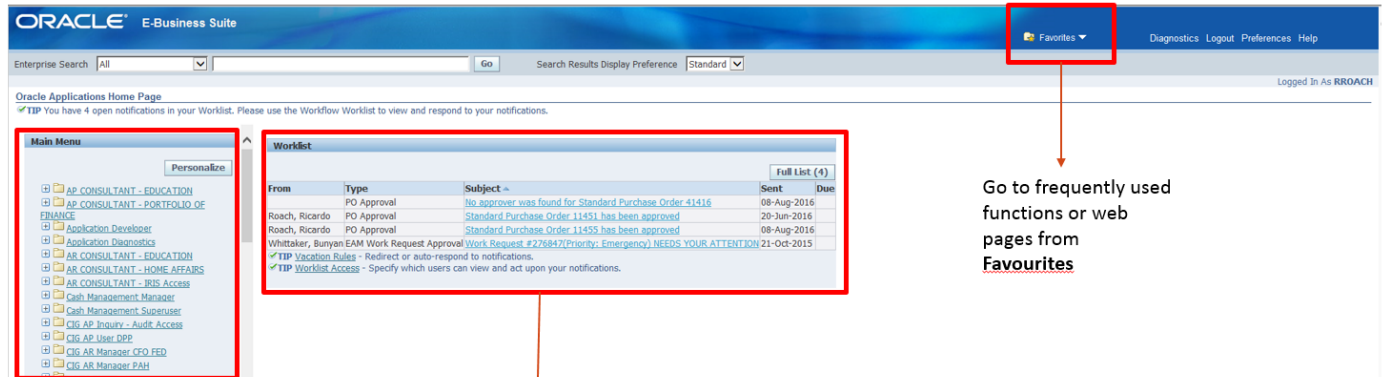 ORACLE E-Business Suite
Favorites
Diagnostics Logout Preferences Help
Enterprise Search All Go Search Results Display Preference Standard
Logged In As RROACH
Oracle Applications Home Page
TIP You have 4 open notifications in your Worklist. Please use the Workflow Worklist to view and respond to your notifications.
Main Menu
Personalize
AP CONSULTANT - EDUCATION
AP CONSULTANT - PORTFOLIO OF
FINANCE
Application Developer
Application Diagnostics
AR CONSULTANT - EDUCATION
AR CONSULTANT - HOME AFFAIRS
AR CONSULTANT - IRIS Access
Cash Management Manager
Cash Management Superuser
CIG AP Inquiry - Audit Access
CIG AP User DPP
CIG AR Manager CFO FED
CIG AR Manager PAH
Worklist
Full List (4)
From Type Subject Sent Due
PO Approval No approver was found for Standard Purchase Order 41416 08-Aug-2016
Roach, Ricardo PO Approval Standard Purchase Order 11451 has been approved 20-Jun-2016
Roach, Ricardo PO Approval Standard Purchase Order 11455 has been approved 08-Aug-2016
Whittaker, Bunyan EAM Work Request Approval Work Request #276847(Priority: Emergency) NEEDS YOUR ATTENTION 21-Oct-2015
TIP Vacation Rules - Redirect or auto-respond to notifications.
TIP Worklist Access - Specify which users can view and act upon your notifications.
Go to frequently used
functions or web
pages from
Favourites